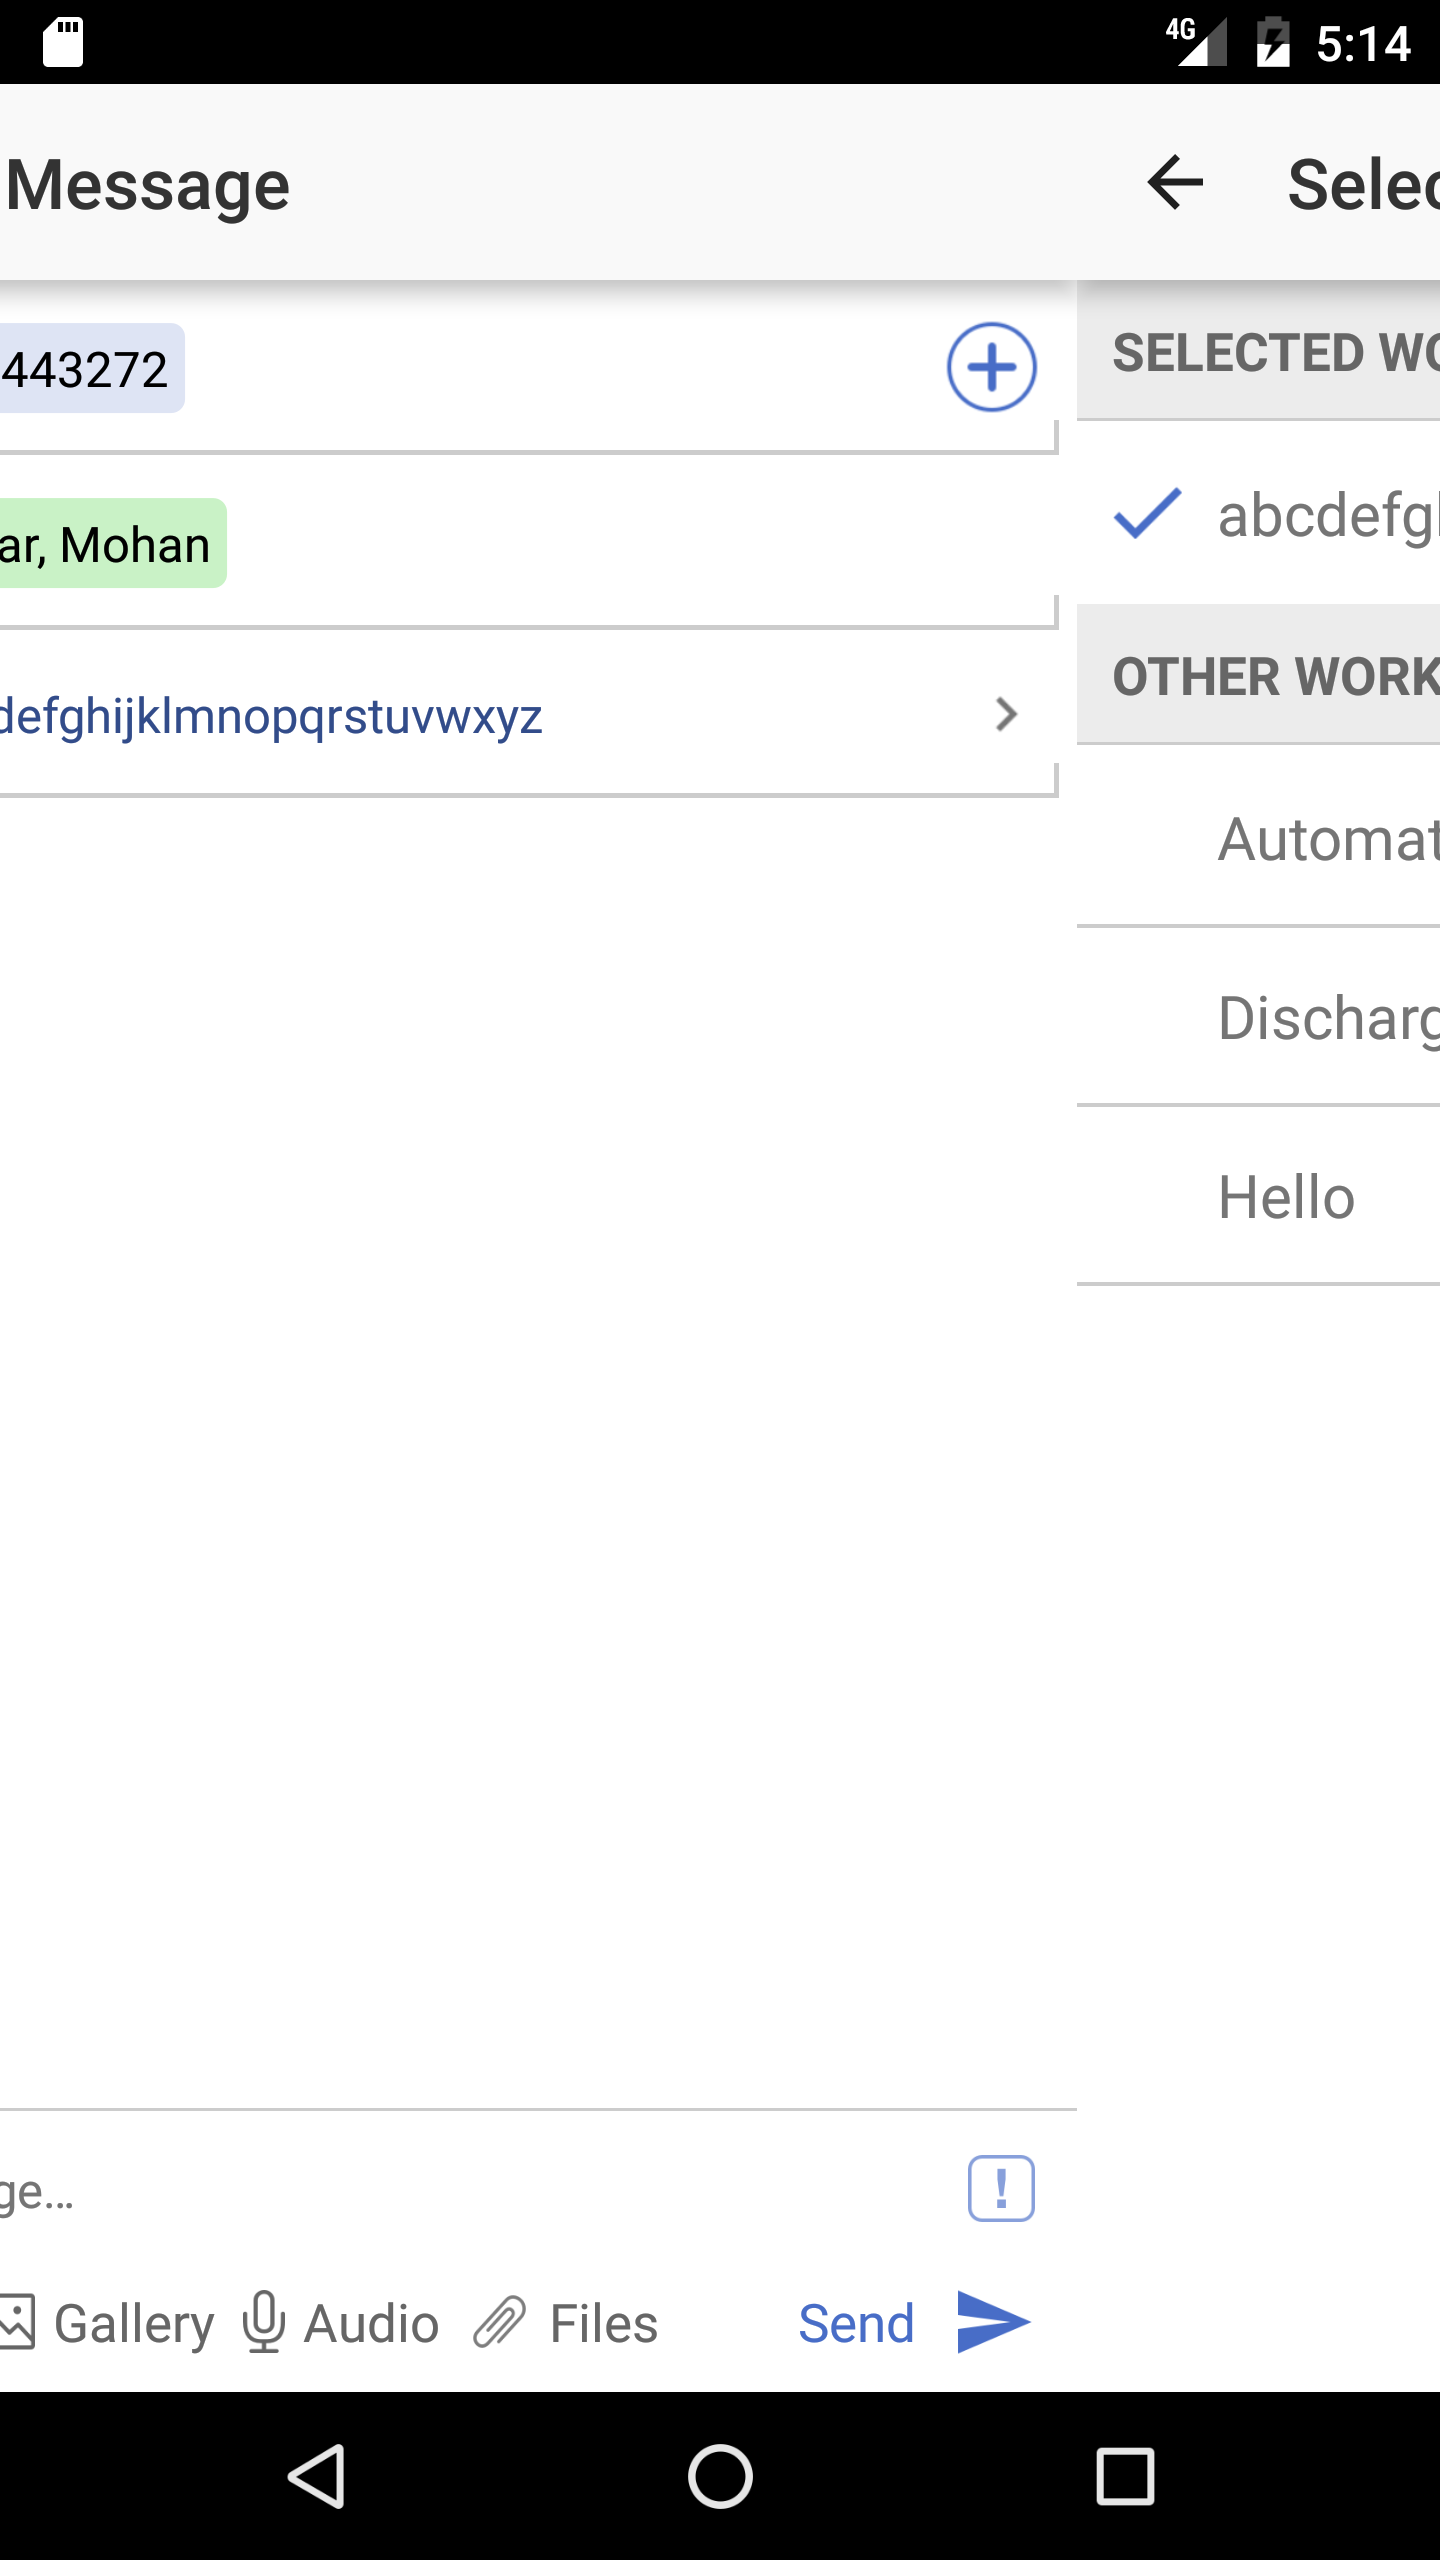 4G 5:14
Message
443272
ar, Mohan
defghijklmnopqrstuvwxyz
ge...
Gallery Audio Files Send
Selec
SELECTED WO
abcdefgh
OTHER WORK
Automat
Discharg
Hello